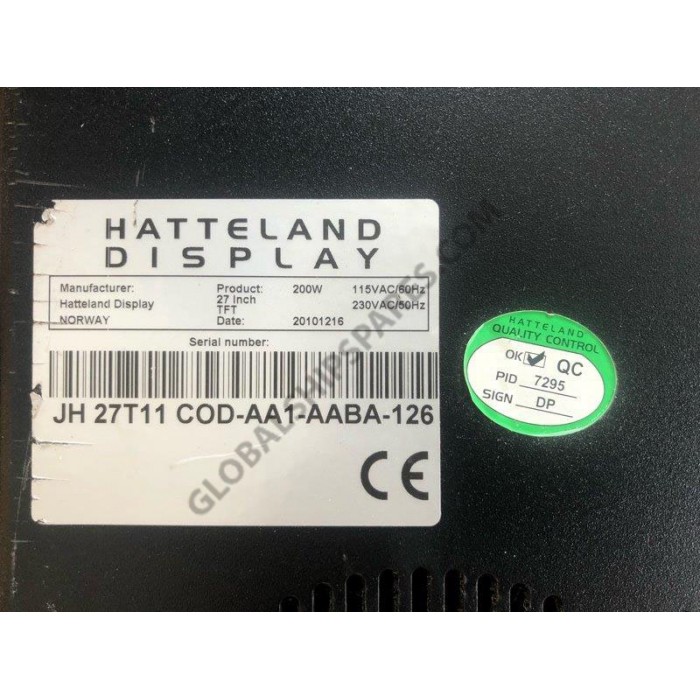 HATTELAND
DISPLAY
Manufacturer: Product: 200W 115VAC/60Hz
Hatteland Display 27 inch 230VAC/50Hz
TFT
NORWAY Date: 20101216
Serial number:
JH 27T11 COD-AA1-AABA-126
CE
HATTELAND
QUALITY CONTROL
OK QC
PID 7295
SIGN DP
GLOBALSHIPSPARES.COM